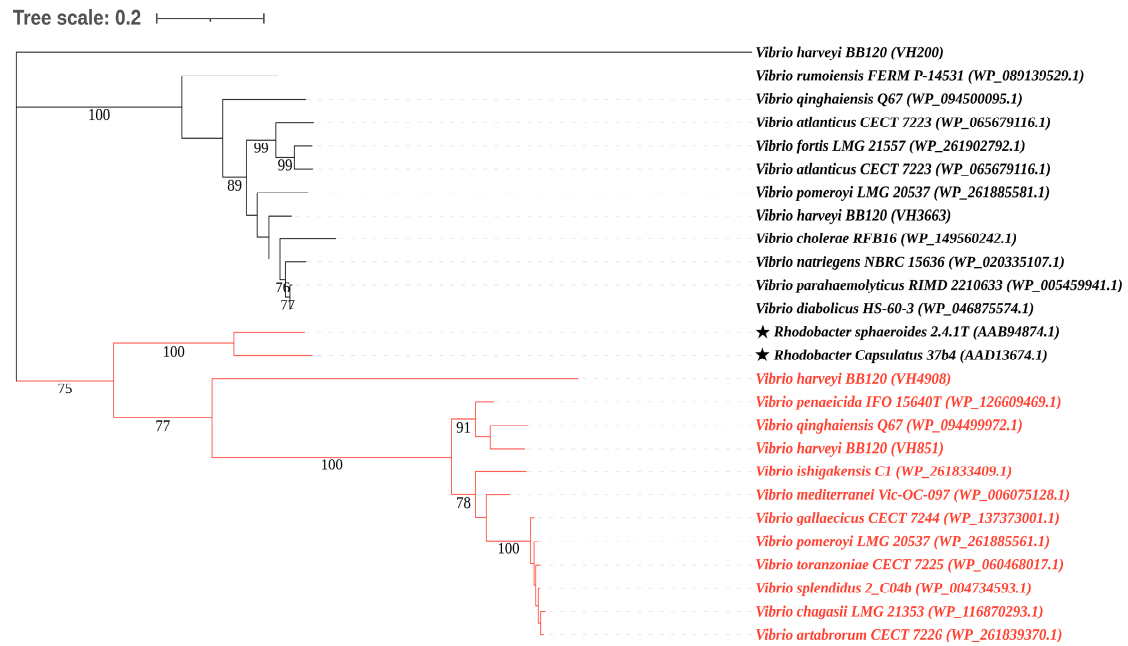 Tree scale: 0.2
Vibrio harveyi BB120 (VH200)
Vibrio rumoiensis FERM P-14531 (WP_089139529.1)
Vibrio qinghaiensis Q67 (WP_094500095.1)
100
Vibrio atlanticus CECT 7223 (WP_065679116.1)
99
Vibrio fortis LMG 21557 (WP_261902792.1)
99
Vibrio atlanticus CECT 7223 (WP_065679116.1)
89
Vibrio pomeroyi LMG 20537 (WP_261885581.1)
Vibrio harveyi BB120 (VH3663)
Vibrio cholerae RFB16 (WP_149560242.1)
Vibrio natriegens NBRC 15636 (WP_020335107.1)
76
Vibrio parahaemolyticus RIMD 2210633 (WP_005459941.1)
77
Vibrio diabolicus HS-60-3 (WP_046875574.1)
★ Rhodobacter sphaeroides 2.4.1T (AAB94874.1)
100
★ Rhodobacter Capsulatus 37b4 (AAD13674.1)
Vibrio harveyi BB120 (VH4908)
75
Vibrio penaeicida IFO 15640T (WP_126609469.1)
77
91
Vibrio qinghaiensis Q67 (WP_094499972.1)
Vibrio harveyi BB120 (VH851)
100
Vibrio ishigakensis C1 (WP_261833409.1)
Vibrio mediterranei Vic-OC-097 (WP_006075128.1)
78
Vibrio gallaecicus CECT 7244 (WP_137373001.1)
Vibrio pomeroyi LMG 20537 (WP_261885561.1)
100
Vibrio toranzoniae CECT 7225 (WP_060468017.1)
Vibrio splendidus 2_C04b (WP_004734593.1)
Vibrio chagasii LMG 21353 (WP_116870293.1)
Vibrio artabrorum CECT 7226 (WP_261839370.1)